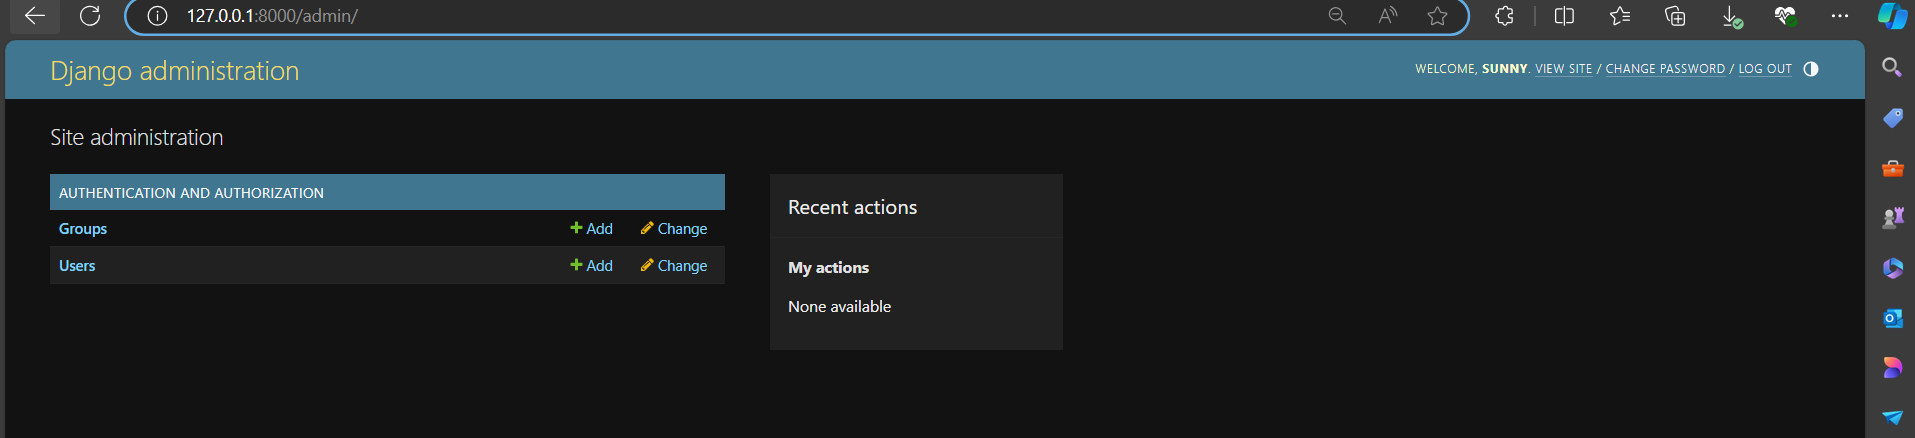 127.0.0.1:8000/admin/
Django administration
WELCOME, SUNNY. VIEW SITE / CHANGE PASSWORD / LOG OUT
Site administration
AUTHENTICATION AND AUTHORIZATION
Groups Add Change
Users Add Change
Recent actions
My actions
None available